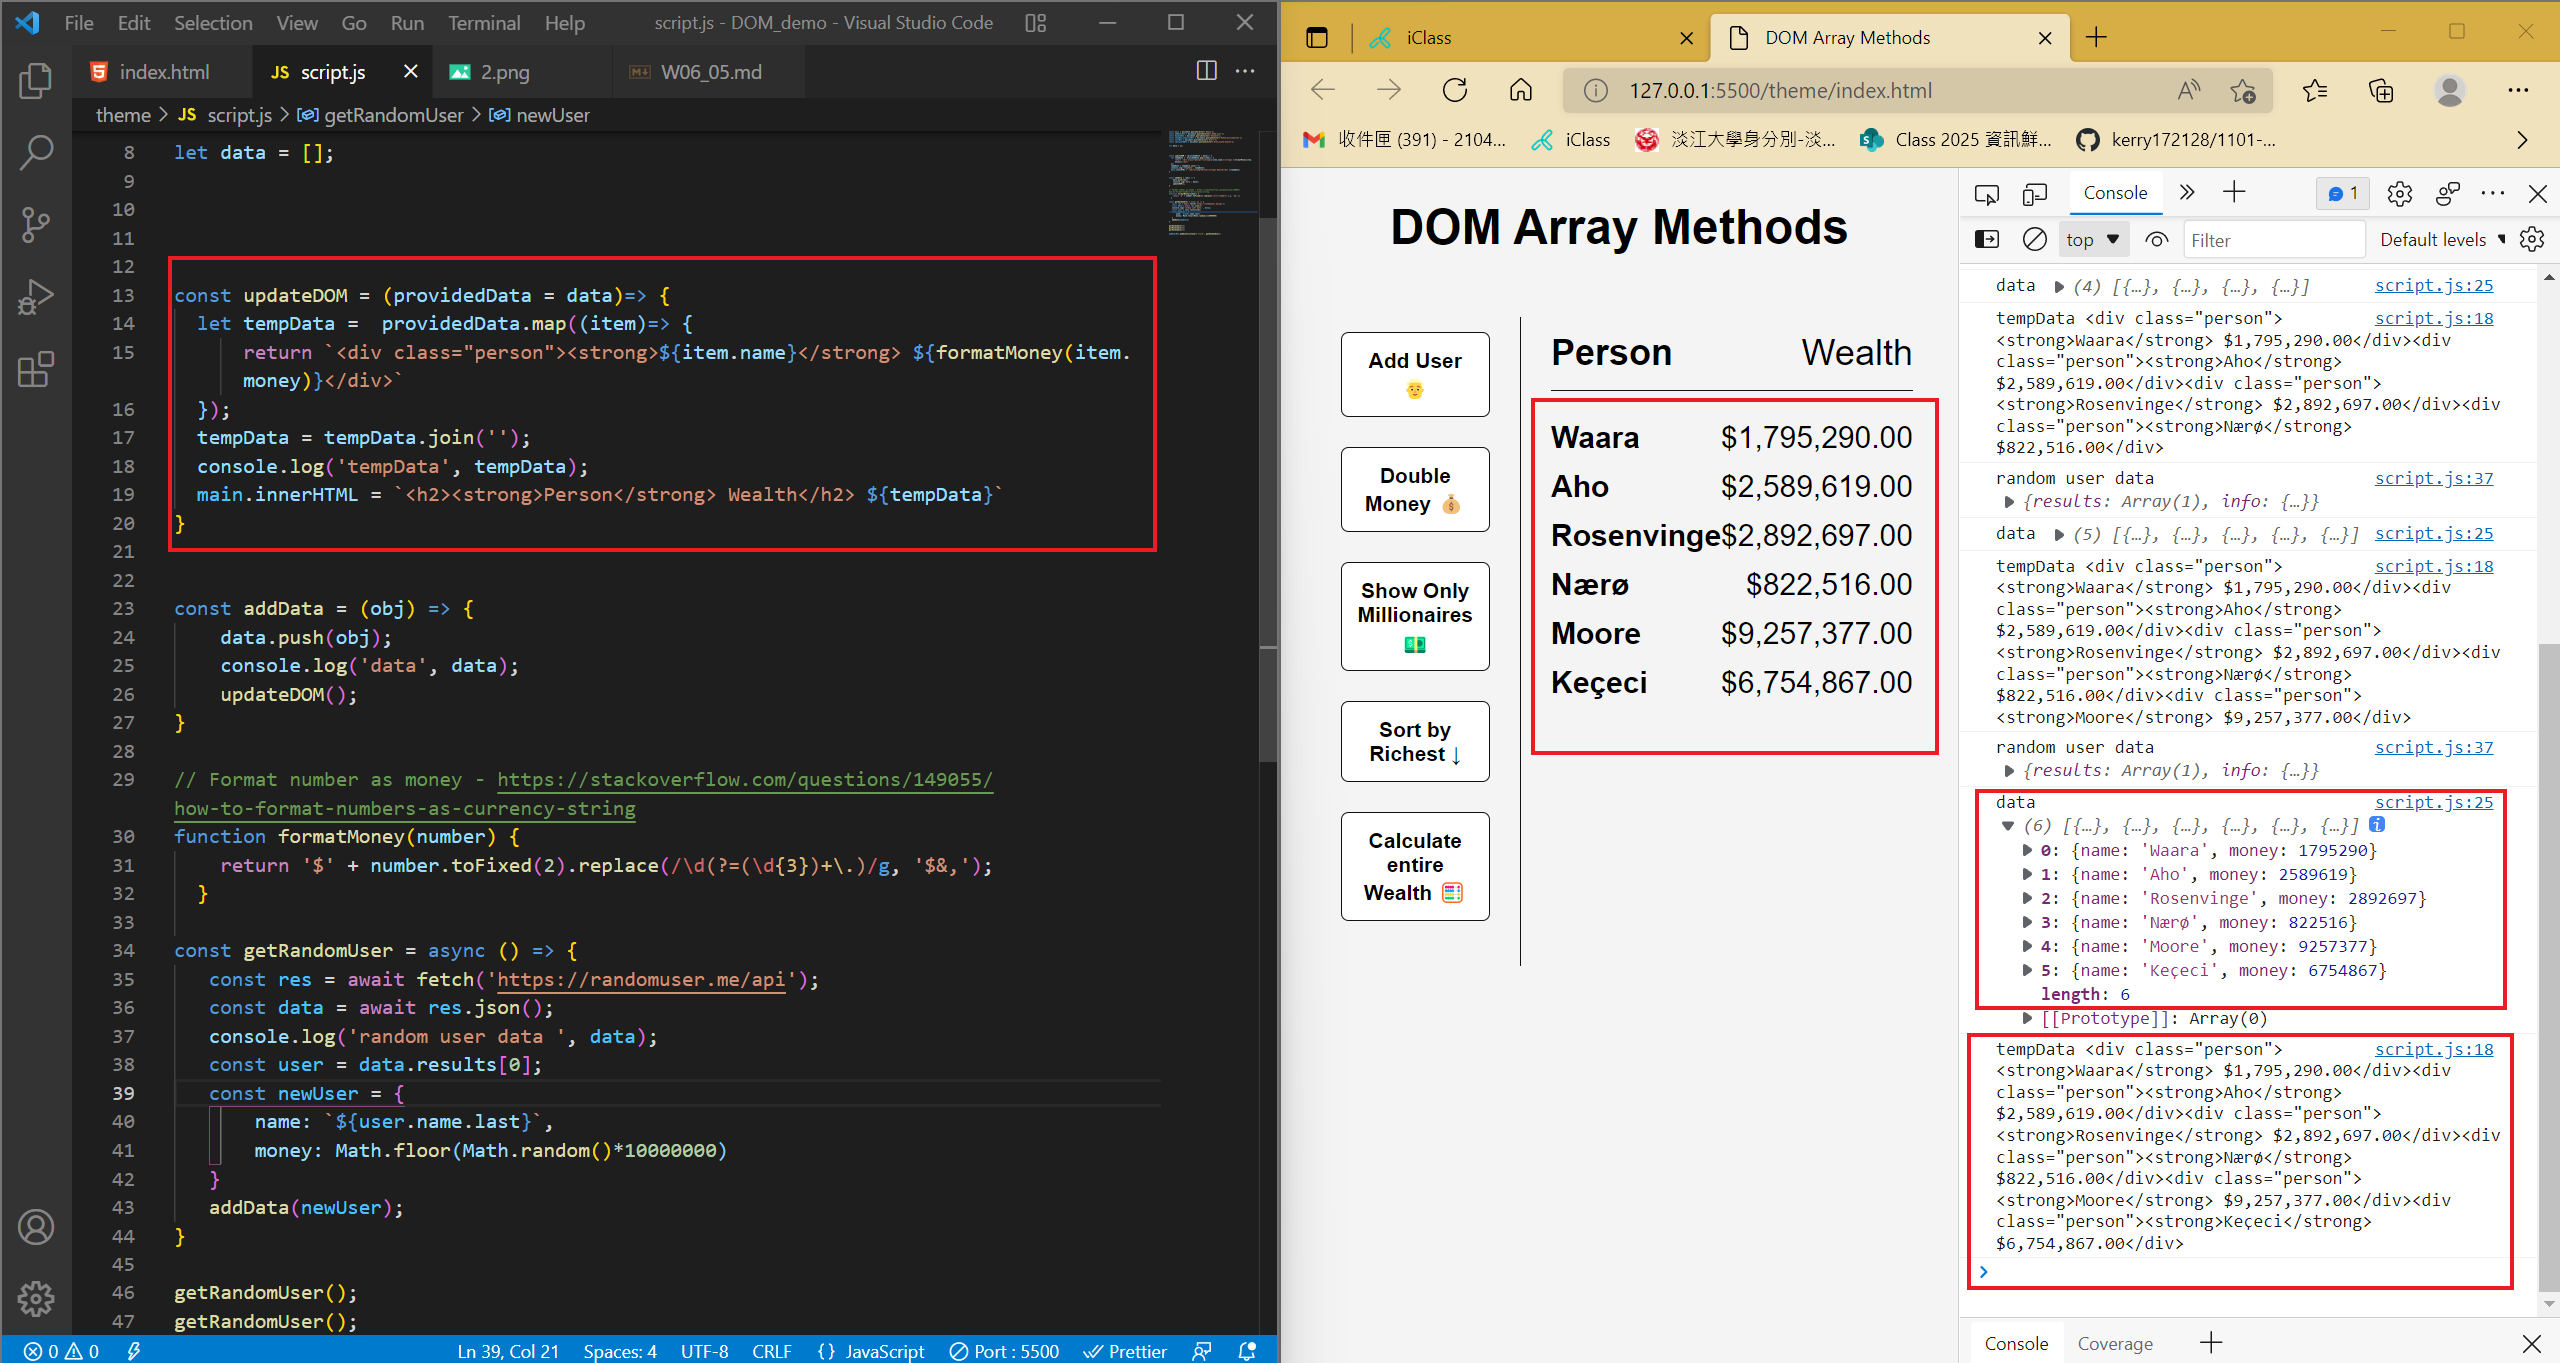 File Edit Selection View Go Run Terminal Help script.js - DOM_demo - Visual Studio Code
index.html JS script.js 2.png W06_05.md
theme > JS script.js > getRandomUser > newUser
8 let data = [];
9
10
11
12
13 const updateDOM = (providedData = data)=> {
14 let tempData =  providedData.map((item)=> {
15 return `<div class="person"><strong>${item.name}</strong> ${formatMoney(item.
money)}</div>`
16 });
17 tempData = tempData.join('');
18 console.log('tempData', tempData);
19 main.innerHTML = `<h2><strong>Person</strong> Wealth</h2> ${tempData}`
20 }
21
22
23 const addData = (obj) => {
24 data.push(obj);
25 console.log('data', data);
26 updateDOM();
27 }
28
29 // Format number as money - https://stackoverflow.com/questions/149055/
how-to-format-numbers-as-currency-string
30 function formatMoney(number) {
31 return '$' + number.toFixed(2).replace(/\d(?=(\d{3})+\.)/g, '$&,');
32 }
33
34 const getRandomUser = async () => {
35 const res = await fetch('https://randomuser.me/api');
36 const data = await res.json();
37 console.log('random user data ', data);
38 const user = data.results[0];
39 const newUser = {
40 name: `${user.name.last}`,
41 money: Math.floor(Math.random()*10000000)
42 }
43 addData(newUser);
44 }
45
46 getRandomUser();
47 getRandomUser();
0 0 Ln 39, Col 21 Spaces: 4 UTF-8 CRLF {} JavaScript Port : 5500 Prettier
iClass DOM Array Methods
127.0.0.1:5500/theme/index.html
收件匣 (391) - 2104... iClass 淡江大學身分別-淡... Class 2025 資訊鮮... kerry172128/1101-...
DOM Array Methods
Add User
Double
Money
Show Only
Millionaires
Sort by
Richest ↓
Calculate
entire
Wealth
Person Wealth
Waara $1,795,290.00
Aho $2,589,619.00
Rosenvinge $2,892,697.00
Nærø $822,516.00
Moore $9,257,377.00
Keçeci $6,754,867.00
Console 1
top Filter Default levels
data (4) [{…}, {…}, {…}, {…}] script.js:25
tempData <div class="person"> script.js:18
<strong>Waara</strong> $1,795,290.00</div><div
class="person"><strong>Aho</strong>
$2,589,619.00</div><div class="person">
<strong>Rosenvinge</strong> $2,892,697.00</div><div
class="person"><strong>Nærø</strong>
$822,516.00</div>
random user data script.js:37
{results: Array(1), info: {…}}
data (5) [{…}, {…}, {…}, {…}, {…}] script.js:25
tempData <div class="person"> script.js:18
<strong>Waara</strong> $1,795,290.00</div><div
class="person"><strong>Aho</strong>
$2,589,619.00</div><div class="person">
<strong>Rosenvinge</strong> $2,892,697.00</div><div
class="person"><strong>Nærø</strong>
$822,516.00</div><div class="person">
<strong>Moore</strong> $9,257,377.00</div>
random user data script.js:37
{results: Array(1), info: {…}}
data script.js:25
(6) [{…}, {…}, {…}, {…}, {…}, {…}] i
0: {name: 'Waara', money: 1795290}
1: {name: 'Aho', money: 2589619}
2: {name: 'Rosenvinge', money: 2892697}
3: {name: 'Nærø', money: 822516}
4: {name: 'Moore', money: 9257377}
5: {name: 'Keçeci', money: 6754867}
length: 6
[[Prototype]]: Array(0)
tempData <div class="person"> script.js:18
<strong>Waara</strong> $1,795,290.00</div><div
class="person"><strong>Aho</strong>
$2,589,619.00</div><div class="person">
<strong>Rosenvinge</strong> $2,892,697.00</div><div
class="person"><strong>Nærø</strong>
$822,516.00</div><div class="person">
<strong>Moore</strong> $9,257,377.00</div><div
class="person"><strong>Keçeci</strong>
$6,754,867.00</div>
Console Coverage